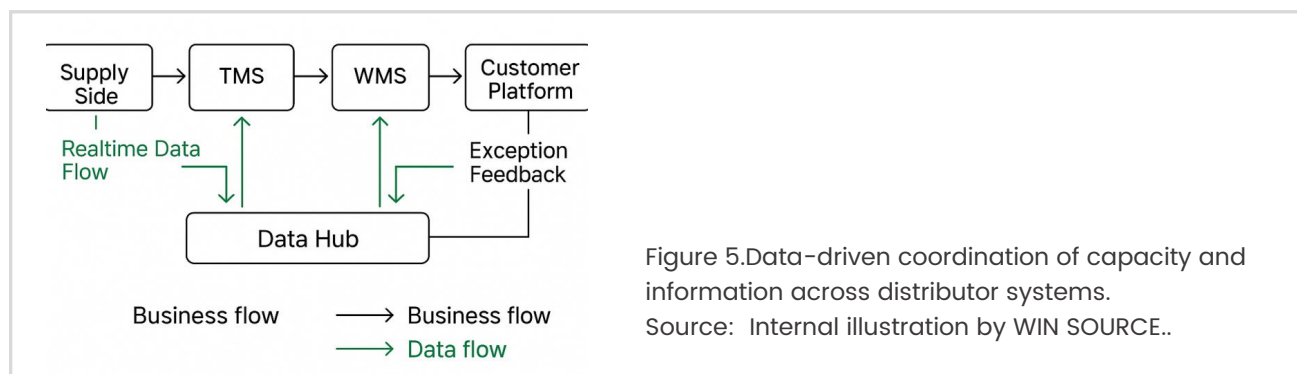 Supply
Side
TMS
WMS
Customer
Platform
Realtime Data
Flow
Exception
Feedback
Data Hub
Business flow
Business flow
Data flow
Figure 5.Data-driven coordination of capacity and
information across distributor systems.
Source:  Internal illustration by WIN SOURCE..